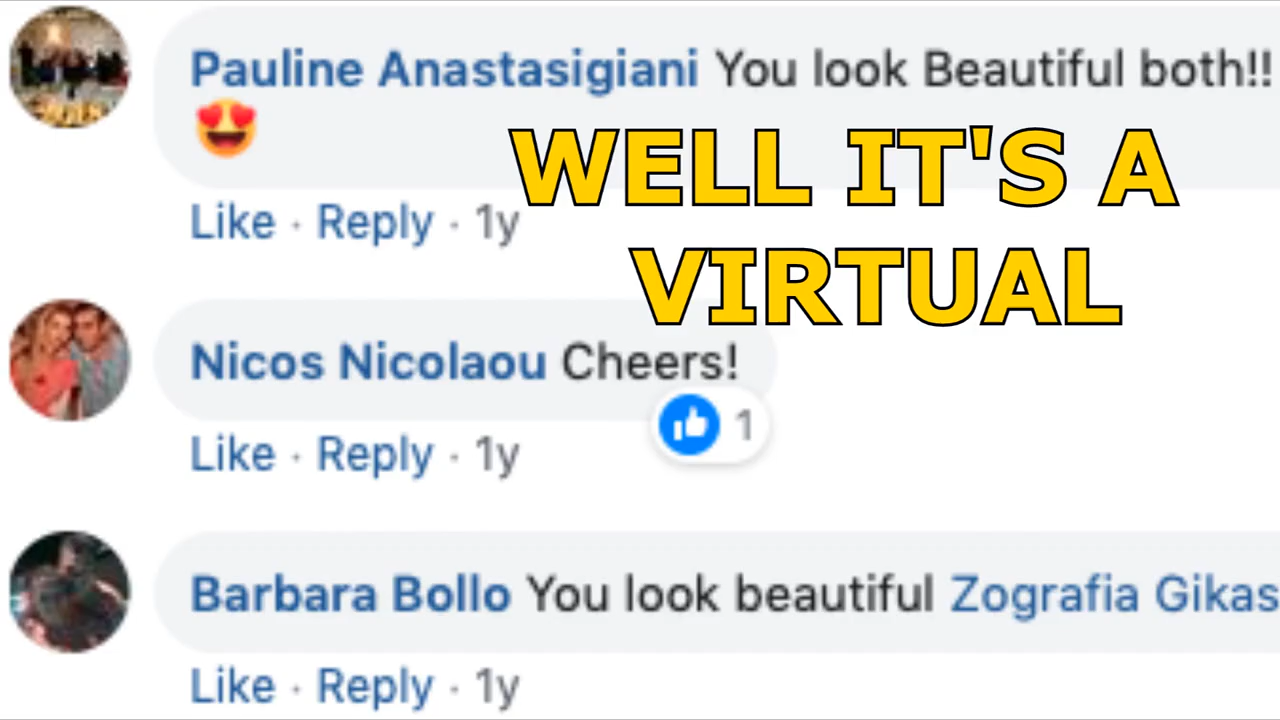 Pauline Anastasigiani You look Beautiful both!!
😍
WELL IT'S A
Like · Reply · 1y
VIRTUAL
Nicos Nicolaou Cheers!
1
Like · Reply · 1y
Barbara Bollo You look beautiful Zografia Gikas
Like · Reply · 1y